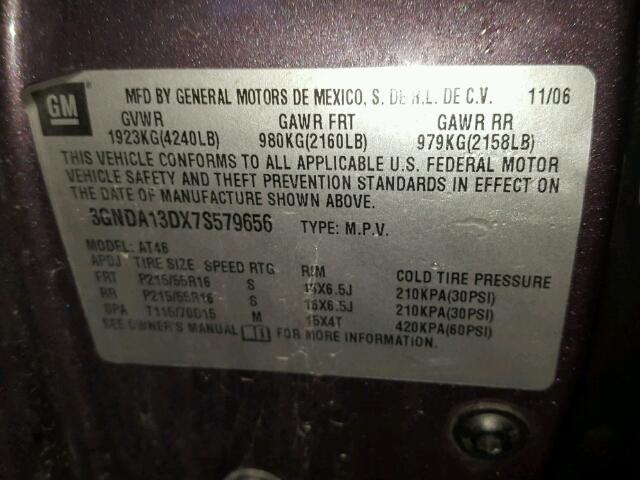 GM
MFD BY GENERAL MOTORS DE MEXICO, S. DE R.L. DE C.V. 11/06
GVWR GAWR FRT GAWR RR
1923KG(4240LB) 980KG(2160LB) 979KG(2158LB)
THIS VEHICLE CONFORMS TO ALL APPLICABLE U.S. FEDERAL MOTOR
VEHICLE SAFETY AND THEFT PREVENTION STANDARDS IN EFFECT ON
THE DATE OF MANUFACTURE SHOWN ABOVE.
3GNDA13DX7S579656 TYPE: M.P.V.
MODEL: AT46
APDJ TIRE SIZE SPEED RTG RIM COLD TIRE PRESSURE
FRT P215/55R16 S 16X6.5J 210KPA(30PSI)
RR P215/55R16 S 16X6.5J 210KPA(30PSI)
SPA T115/70D15 M 15X4T 420KPA(60PSI)
SEE OWNER'S MANUAL FOR MORE INFORMATION.